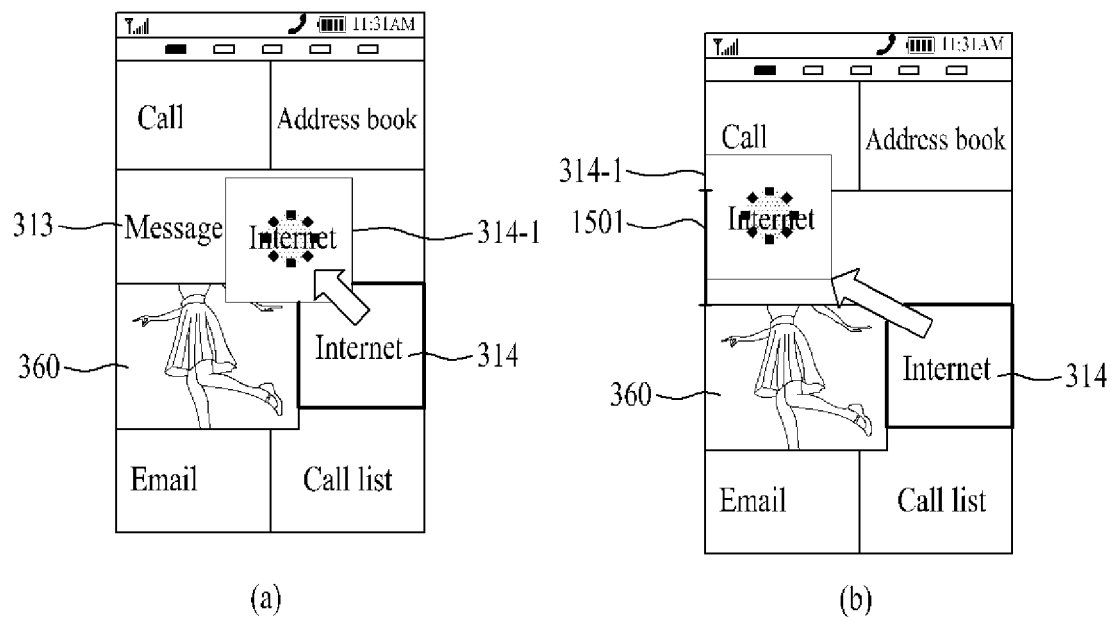 11:31AM
Call
Address book
313
Message
Internet
314-1
360
Internet
314
Email
Call list
(a)
11:31AM
Call
Address book
314-1
1501
Internet
360
Internet
314
Email
Call list
(b)